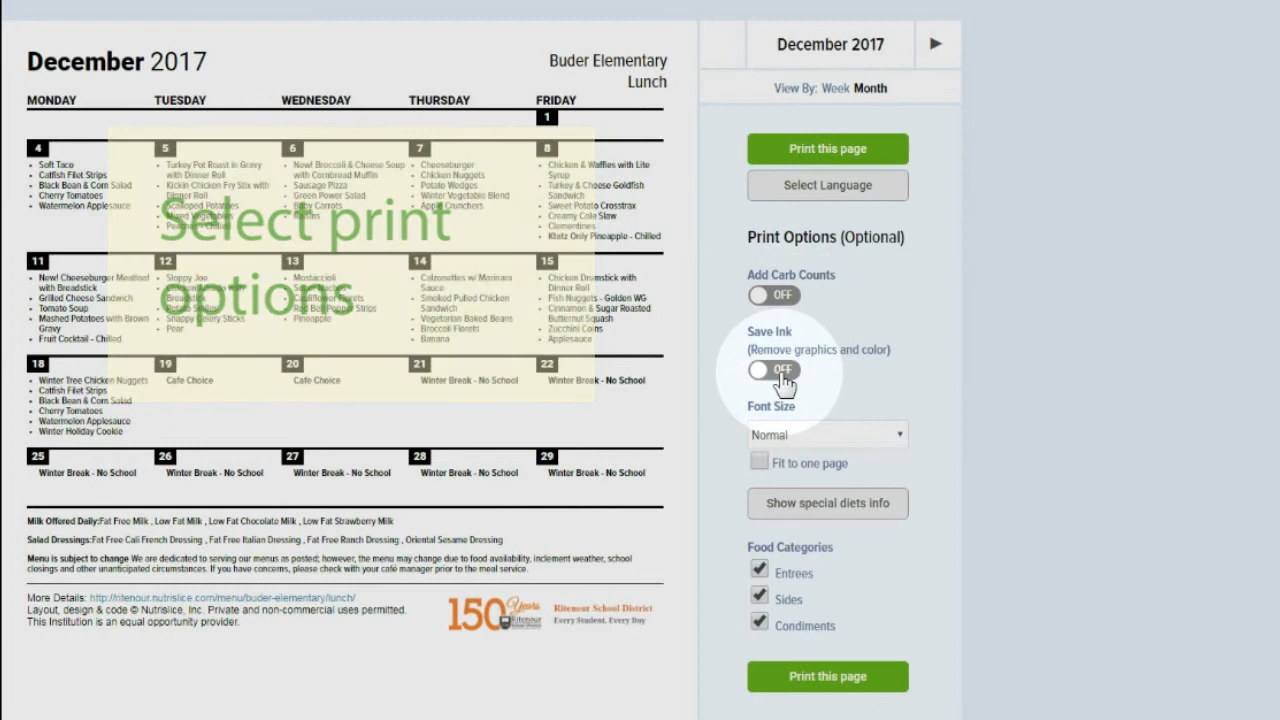 December 2017
Buder Elementary
Lunch
MONDAY TUESDAY WEDNESDAY THURSDAY FRIDAY
1
4
Soft Taco
Catfish Filet Strips
Black Bean & Corn Salad
Cherry Tomatoes
Watermelon Applesauce
5
Turkey Pot Roast in Gravy
with Dinner Roll
Kickin Chicken Fry Stix with
Dinner Roll
Scalloped Potatoes
Mixed Vegetables
Peaches - Chilled
6
New! Broccoli & Cheese Soup
with Cornbread Muffin
Sausage Pizza
Green Power Salad
Baby Carrots
Raisins
7
Cheeseburger
Chicken Nuggets
Potato Wedges
Winter Vegetable Blend
Apple Crunchers
8
Chicken & Waffles with Lite
Syrup
Turkey & Cheese Goldfish
Sandwich
Sweet Potato Crosstrax
Creamy Cole Slaw
Clementines
Kratz Only Pineapple - Chilled
Select print
options
11
New! Cheeseburger Meatloaf
with Breadstick
Grilled Cheese Sandwich
Tomato Soup
Mashed Potatoes with Brown
Gravy
Fruit Cocktail - Chilled
12
Sloppy Joe
Breadstick
Snappy Celery Sticks
Pear
13
Mostaccioli
Cauliflower Florets
Red Bell Pepper Strips
Pineapple
14
Calzonettes w/ Marinara
Sauce
Smoked Pulled Chicken
Sandwich
Vegetarian Baked Beans
Broccoli Florets
Banana
15
Chicken Drumstick with
Dinner Roll
Fish Nuggets - Golden WG
Cinnamon & Sugar Roasted
Butternut Squash
Zucchini Coins
Applesauce
18
Winter Tree Chicken Nuggets
Catfish Filet Strips
Black Bean & Corn Salad
Cherry Tomatoes
Watermelon Applesauce
Winter Holiday Cookie
19
Cafe Choice
20
Cafe Choice
21
Winter Break - No School
22
Winter Break - No School
25
Winter Break - No School
26
Winter Break - No School
27
Winter Break - No School
28
Winter Break - No School
29
Winter Break - No School
Milk Offered Daily:Fat Free Milk , Low Fat Milk , Low Fat Chocolate Milk , Low Fat Strawberry Milk
Salad Dressings:Fat Free Cali French Dressing , Fat Free Italian Dressing , Fat Free Ranch Dressing , Oriental Sesame Dressing
Menu is subject to change We are dedicated to serving our menus as posted; however, the menu may change due to food availability, inclement weather, school
closings and other unanticipated circumstances. If you have concerns, please check with your café manager prior to the meal service.
More Details: http://ritenour.nutrislice.com/menu/buder-elementary/lunch/
Layout, design & code © Nutrislice, Inc. Private and non-commercial uses permitted.
This Institution is an equal opportunity provider.
150 Years
Ritenour
Ritenour School District
Every Student, Every Day
December 2017 ▶
View By: Week Month
Print this page
Select Language
Print Options (Optional)
Add Carb Counts
OFF
Save Ink
(Remove graphics and color)
OFF
Font Size
Normal
Fit to one page
Show special diets info
Food Categories
Entrees
Sides
Condiments
Print this page